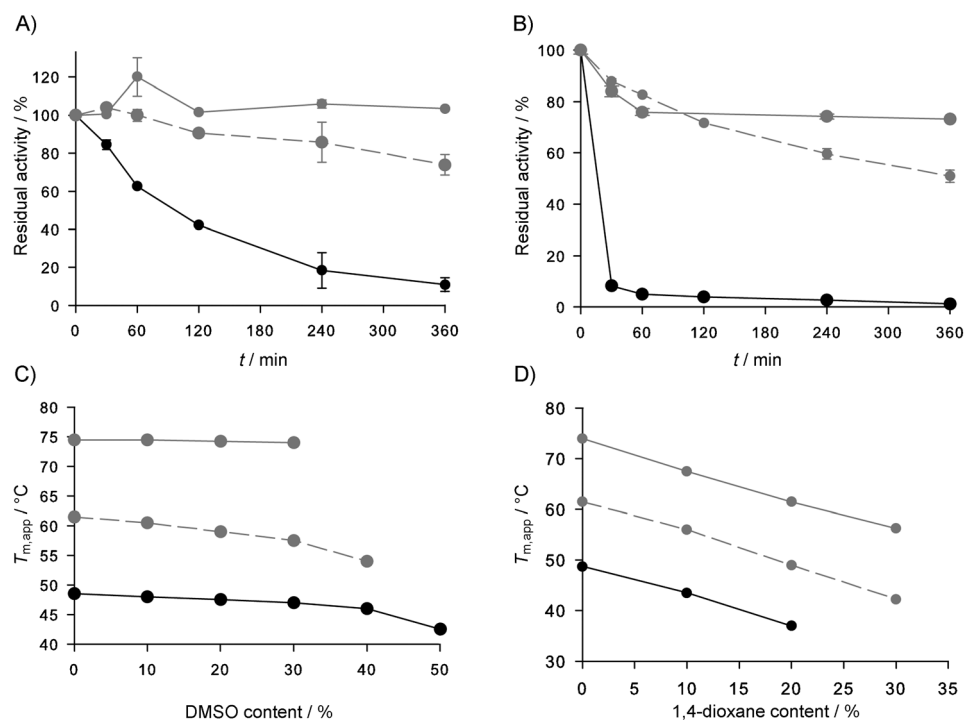 A)
B)
Residual activity / %
120
100
80
60
40
20
0
0 60 120 180 240 300 360
t / min
Residual activity / %
100
80
60
40
20
0
0 60 120 180 240 300 360
t / min
C)
D)
Tm,app / °C
80
75
70
65
60
55
50
45
40
0 10 20 30 40 50
DMSO content / %
Tm,app / °C
80
70
60
50
40
30
0 5 10 15 20 25 30 35
1,4-dioxane content / %